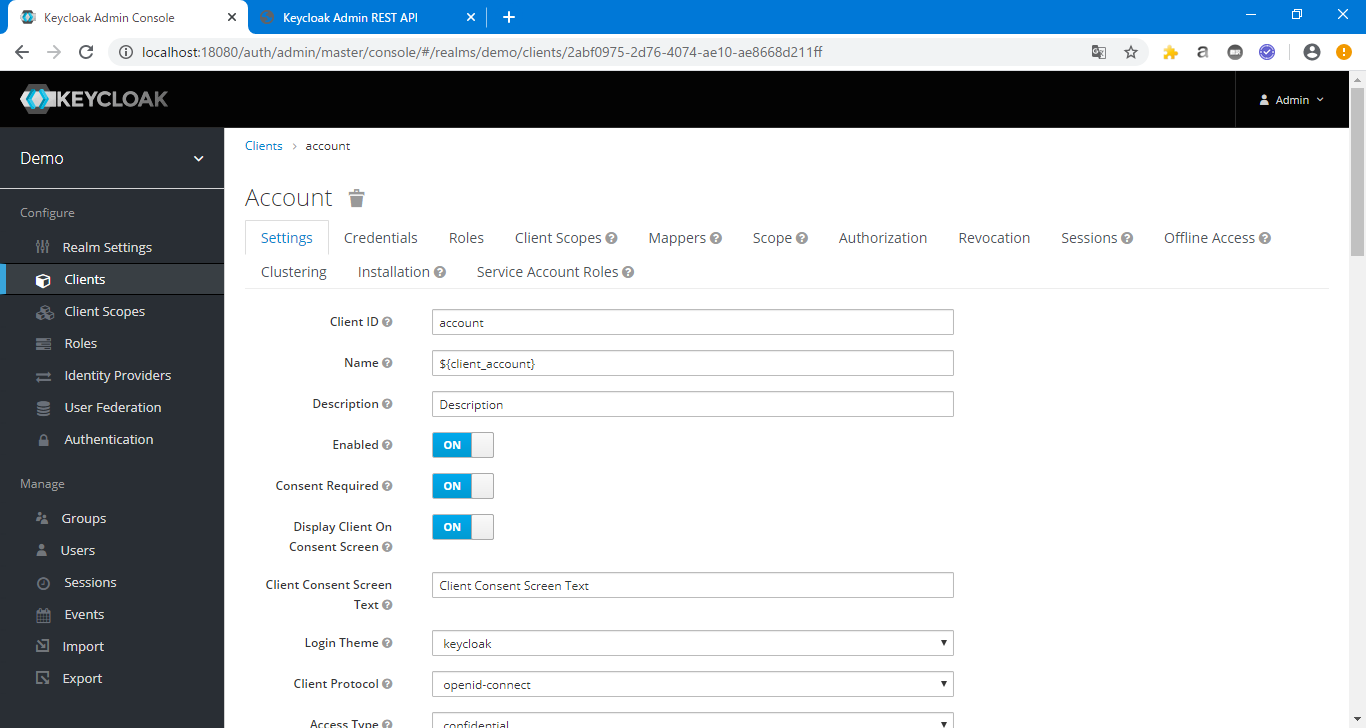 Keycloak Admin Console
Keycloak Admin REST API
localhost:18080/auth/admin/master/console/#/realms/demo/clients/2abf0975-2d76-4074-ae10-ae8668d211ff
KEYCLOAK
Admin
Demo
Configure
Realm Settings
Clients
Client Scopes
Roles
Identity Providers
User Federation
Authentication
Manage
Groups
Users
Sessions
Events
Import
Export
Clients > account
Account
Settings Credentials Roles Client Scopes Mappers Scope Authorization Revocation Sessions Offline Access
Clustering Installation Service Account Roles
Client ID account
Name ${client_account}
Description Description
Enabled ON
Consent Required ON
Display Client On
Consent Screen ON
Client Consent Screen
Text Client Consent Screen Text
Login Theme keycloak
Client Protocol openid-connect
Access Type confidential